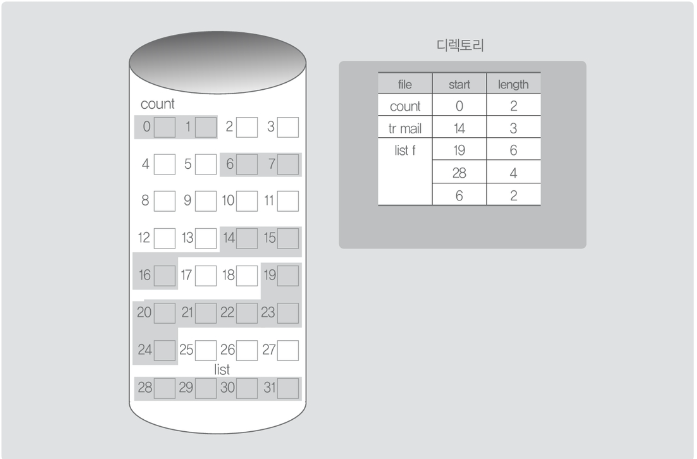 디렉토리
count
0 1 2 3
4 5 6 7
8 9 10 11
12 13 14 15
16 17 18 19
20 21 22 23
24 25 26 27
list
28 29 30 31
file start length
count 0 2
tr mail 14 3
list f 19 6
28 4
6 2